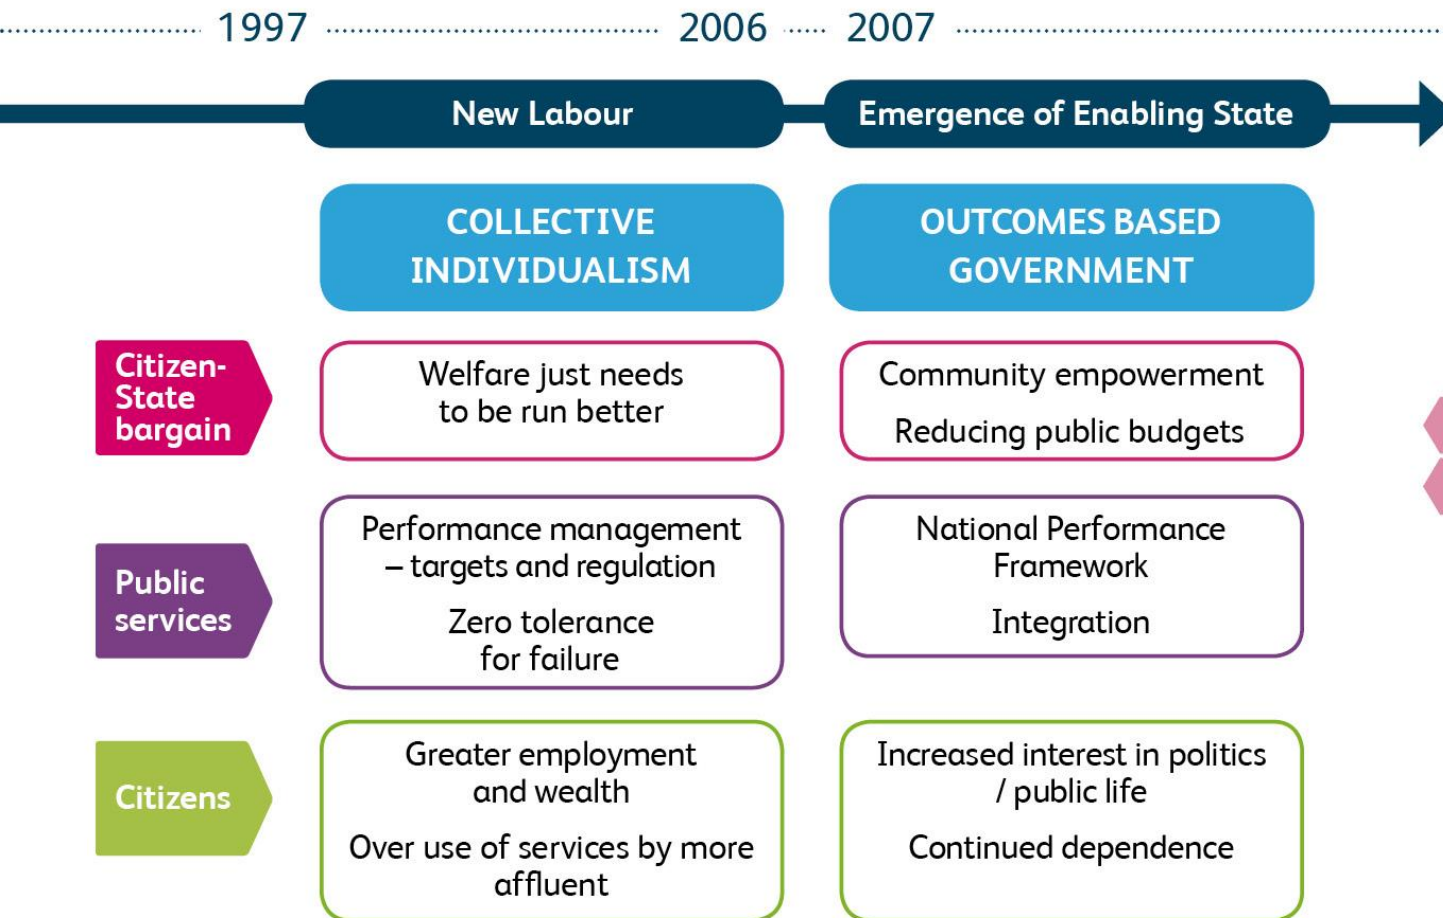 1997 2006 2007
New Labour
Emergence of Enabling State
COLLECTIVE
INDIVIDUALISM
OUTCOMES BASED
GOVERNMENT
Citizen-
State
bargain
Welfare just needs
to be run better
Community empowerment
Reducing public budgets
Public
services
Performance management
– targets and regulation
Zero tolerance
for failure
National Performance
Framework
Integration
Citizens
Greater employment
and wealth
Over use of services by more
affluent
Increased interest in politics
/ public life
Continued dependence